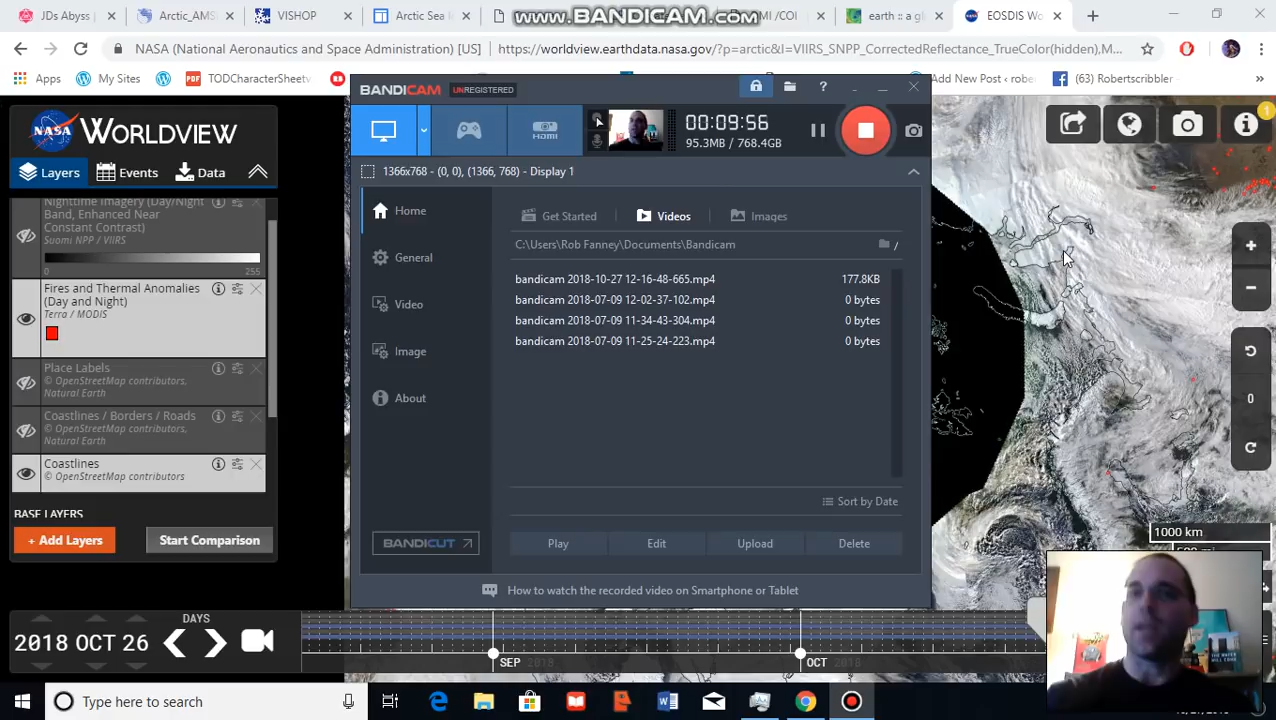 JDs Abyss
Arctic_AMS
VISHOP
Arctic Sea
www.BANDICAM.com
earth :: a gl
EOSDIS Wo
NASA (National Aeronautics and Space Administration) [US]
https://worldview.earthdata.nasa.gov/?p=arctic&l=VIIRS_SNPP_CorrectedReflectance_TrueColor(hidden),M...
Apps
My Sites
TODCharacterSheetv
Add New Post ‹ robe
(63) Robertscribbler -
BANDICAM
UNREGISTERED
HDMI
00:09:56
95.3MB / 768.4GB
1366x768 - (0, 0), (1366, 768) - Display 1
Home
General
Video
Image
About
Get Started
Videos
Images
C:\Users\Rob Fanney\Documents\Bandicam
/
bandicam 2018-10-27 12-16-48-665.mp4 177.8KB
bandicam 2018-07-09 12-02-37-102.mp4 0 bytes
bandicam 2018-07-09 11-34-43-304.mp4 0 bytes
bandicam 2018-07-09 11-25-24-223.mp4 0 bytes
Sort by Date
BANDICUT
Play
Edit
Upload
Delete
How to watch the recorded video on Smartphone or Tablet
NASA
WORLDVIEW
Layers
Events
Data
Nighttime Imagery (Day/Night
Band, Enhanced Near
Constant Contrast)
Suomi NPP / VIIRS
0 255
Fires and Thermal Anomalies
(Day and Night)
Terra / MODIS
Place Labels
© OpenStreetMap contributors,
Natural Earth
Coastlines / Borders / Roads
© OpenStreetMap contributors,
Natural Earth
Coastlines
© OpenStreetMap contributors
BASE LAYERS
+ Add Layers
Start Comparison
1
0
1000 km
2018 OCT 26
DAYS
SEP 2018
OCT 2018
Type here to search